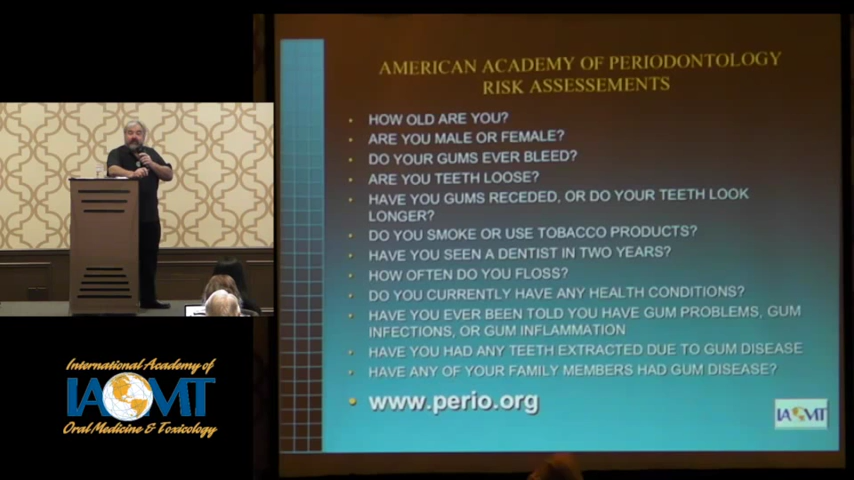 AMERICAN ACADEMY OF PERIODONTOLOGY
RISK ASSESSEMENTS
• HOW OLD ARE YOU?
• ARE YOU MALE OR FEMALE?
• DO YOUR GUMS EVER BLEED?
• ARE YOU TEETH LOOSE?
• HAVE YOU GUMS RECEDED, OR DO YOUR TEETH LOOK
LONGER?
• DO YOU SMOKE OR USE TOBACCO PRODUCTS?
• HAVE YOU SEEN A DENTIST IN TWO YEARS?
• HOW OFTEN DO YOU FLOSS?
• DO YOU CURRENTLY HAVE ANY HEALTH CONDITIONS?
• HAVE YOU EVER BEEN TOLD YOU HAVE GUM PROBLEMS, GUM
INFECTIONS, OR GUM INFLAMMATION
• HAVE YOU HAD ANY TEETH EXTRACTED DUE TO GUM DISEASE
• HAVE ANY OF YOUR FAMILY MEMBERS HAD GUM DISEASE?
• www.perio.org
IAOMT
International Academy of
IAOMT
Oral Medicine & Toxicology